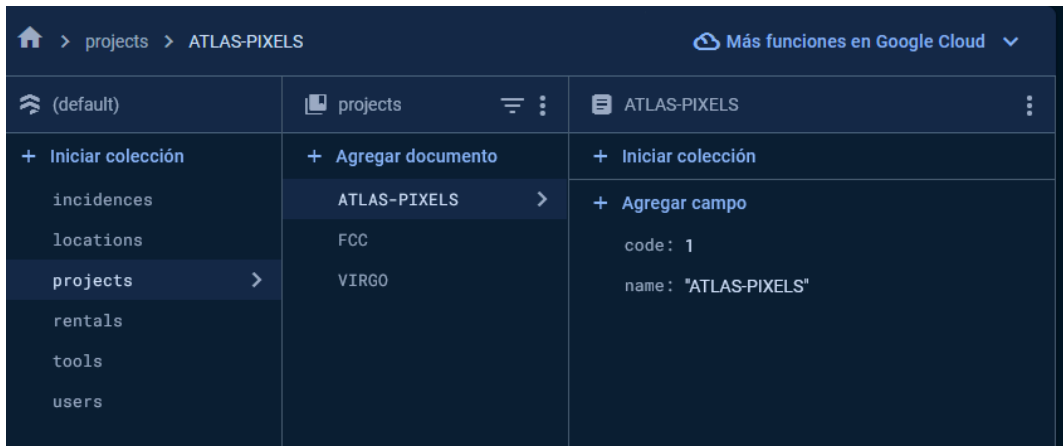 projects > ATLAS-PIXELS
Más funciones en Google Cloud
(default)
projects
ATLAS-PIXELS
+ Iniciar colección
+ Agregar documento
+ Iniciar colección
incidences
locations
projects
rentals
tools
users
ATLAS-PIXELS
FCC
VIRGO
+ Agregar campo
code: 1
name: "ATLAS-PIXELS"